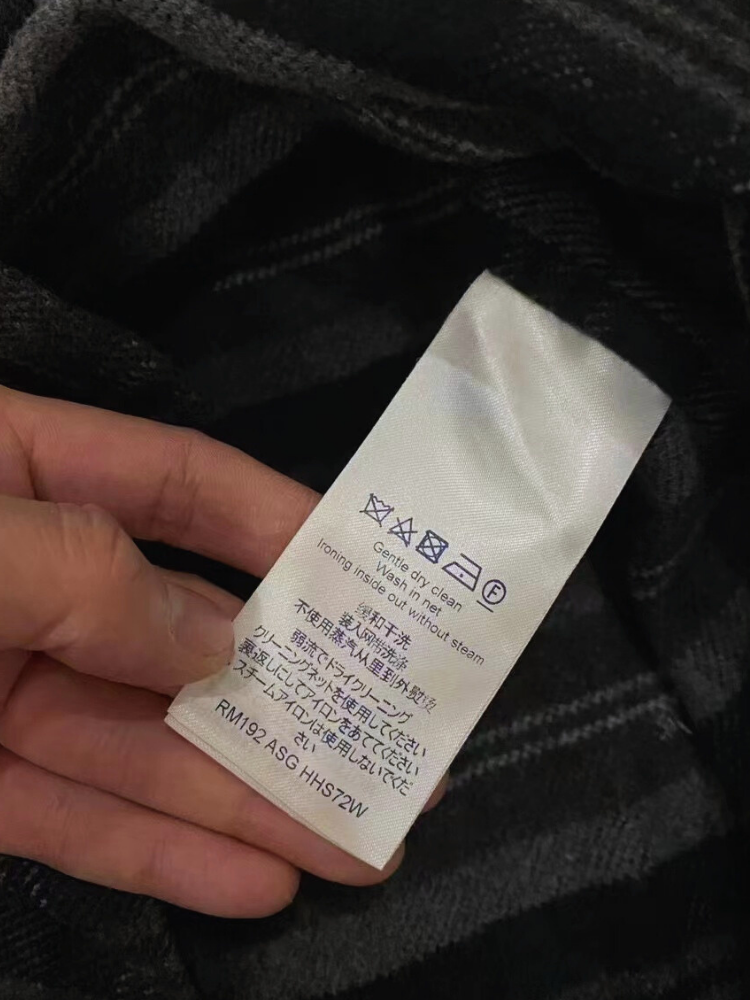 F
Gentle dry clean
Wash in net
Ironing inside out without steam
缓和干洗
装入网带洗涤
不使用蒸汽从里到外熨烫
弱流でドライクリーニング
クリーニングネットを使用してください
裏返しにしてアイロンをあててください
スチームアイロンは使用しないでくだ
さい
RM192 ASG HHS72W